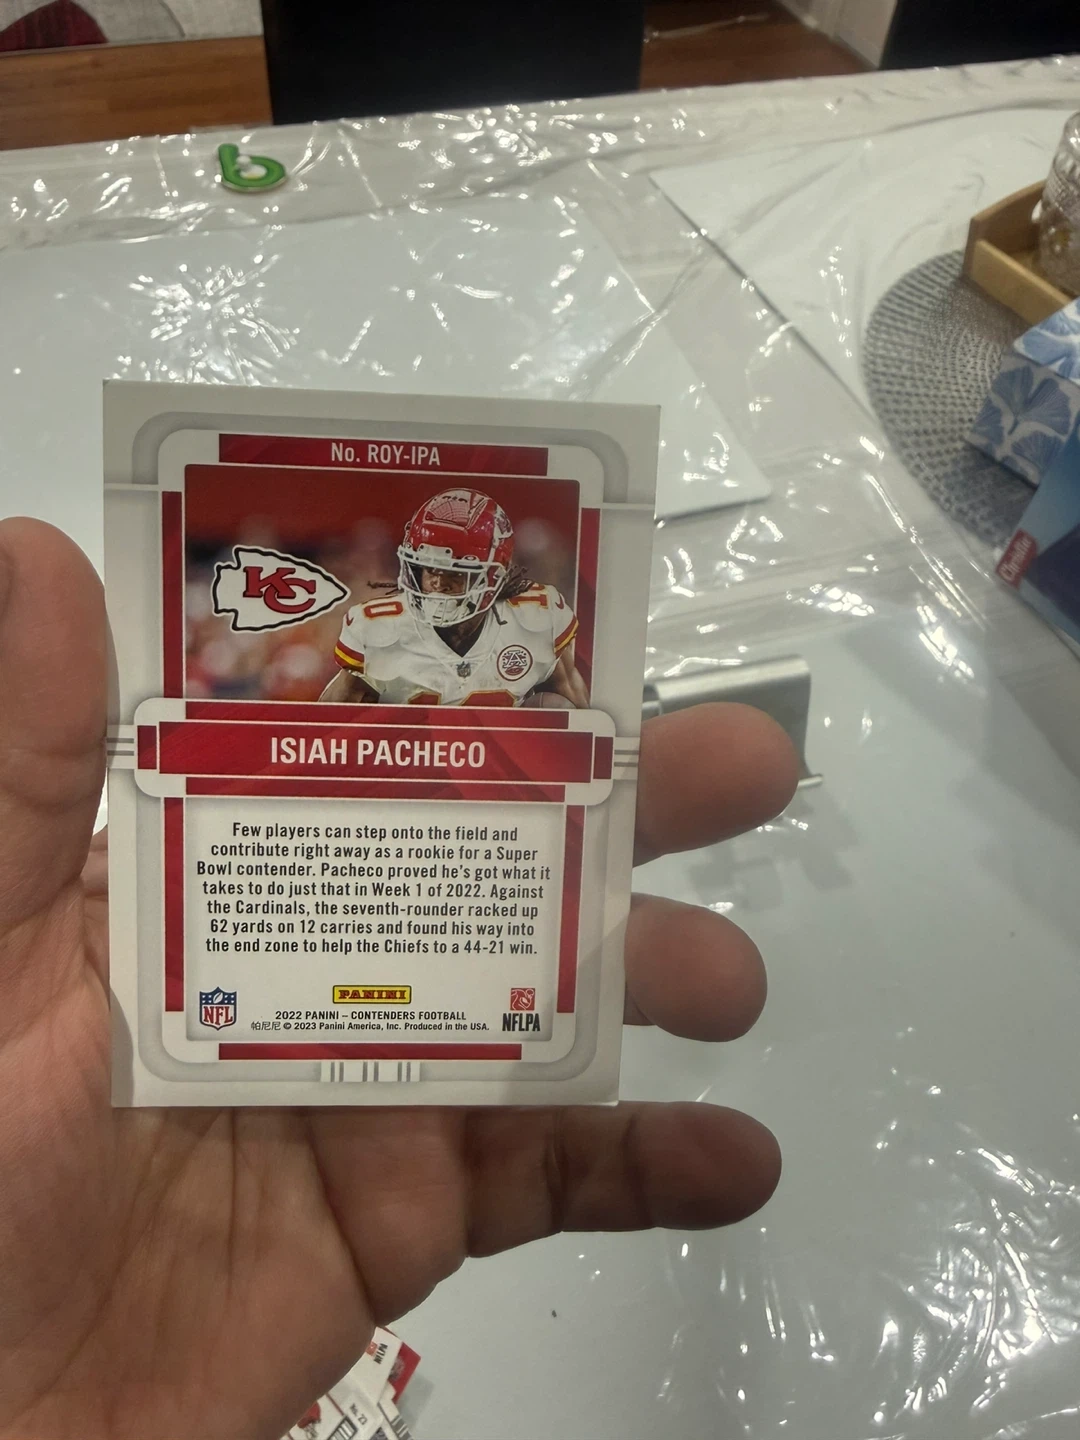 No. ROY-IPA
KC
10
ISIAH PACHECO
Few players can step onto the field and
contribute right away as a rookie for a Super
Bowl contender. Pacheco proved he's got what it
takes to do just that in Week 1 of 2022. Against
the Cardinals, the seventh-rounder racked up
62 yards on 12 carries and found his way into
the end zone to help the Chiefs to a 44-21 win.
NFL
PANINI
NFLPA
2022 PANINI – CONTENDERS FOOTBALL
帕尼尼 © 2023 Panini America, Inc. Produced in the USA.
NFLPA
No. 23